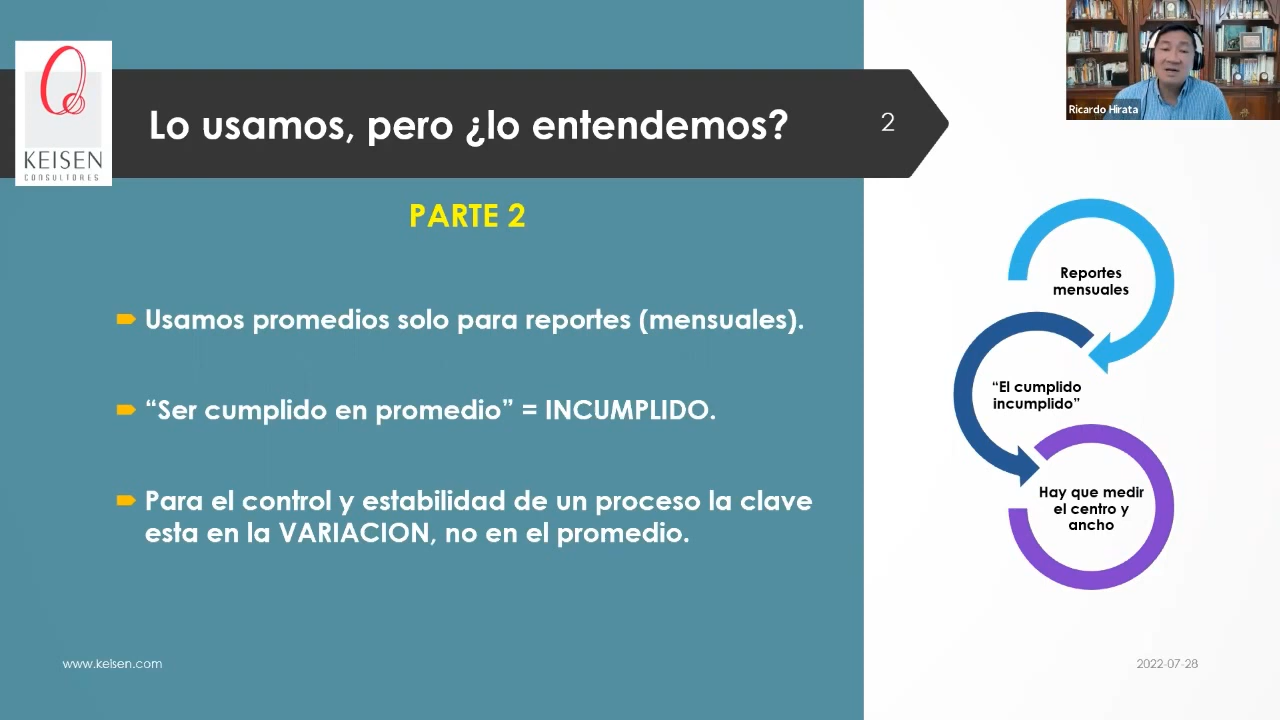 KEISEN
CONSULTORES
Lo usamos, pero ¿lo entendemos?
2
Ricardo Hirata
PARTE 2
Usamos promedios solo para reportes (mensuales).
“Ser cumplido en promedio” = INCUMPLIDO.
Para el control y estabilidad de un proceso la clave
esta en la VARIACION, no en el promedio.
Reportes
mensuales
“El cumplido
incumplido”
Hay que medir
el centro y
ancho
www.keisen.com
2022-07-28